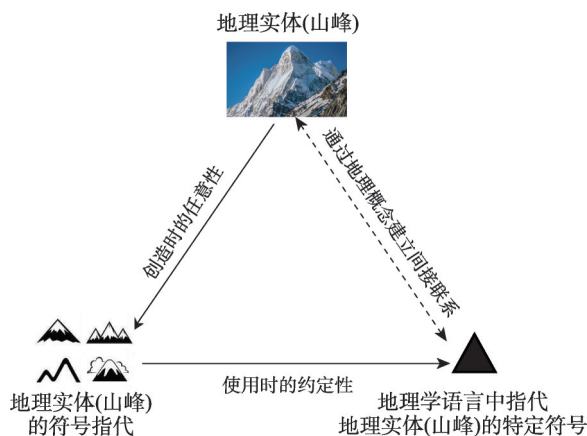 地理实体(山峰)
创造时的任意性
通过地理概念建立间接联系
使用时的约定性
地理实体(山峰)
的符号指代
地理学语言中指代
地理实体(山峰)的特定符号